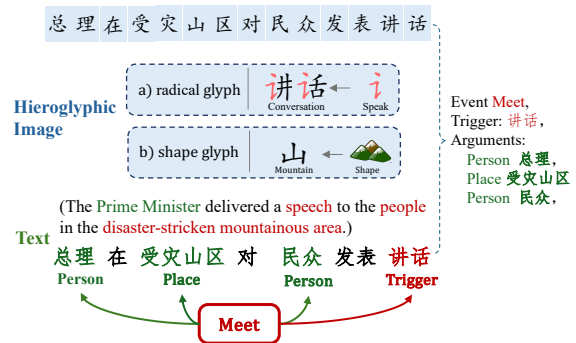 总理在受灾山区对民众发表讲话
Hieroglyphic
Image
a) radical glyph
讲话
讠
Conversation
Speak
b) shape glyph
山
Mountain
Shape
Event Meet,
Trigger: 讲话,
Arguments:
Person 总理,
Place 受灾山区
Person 民众,
(The Prime Minister delivered a speech to the people
in the disaster-stricken mountainous area.)
Text
总理 在 受灾山区 对 民众 发表 讲话
Person Place Person Trigger
Meet